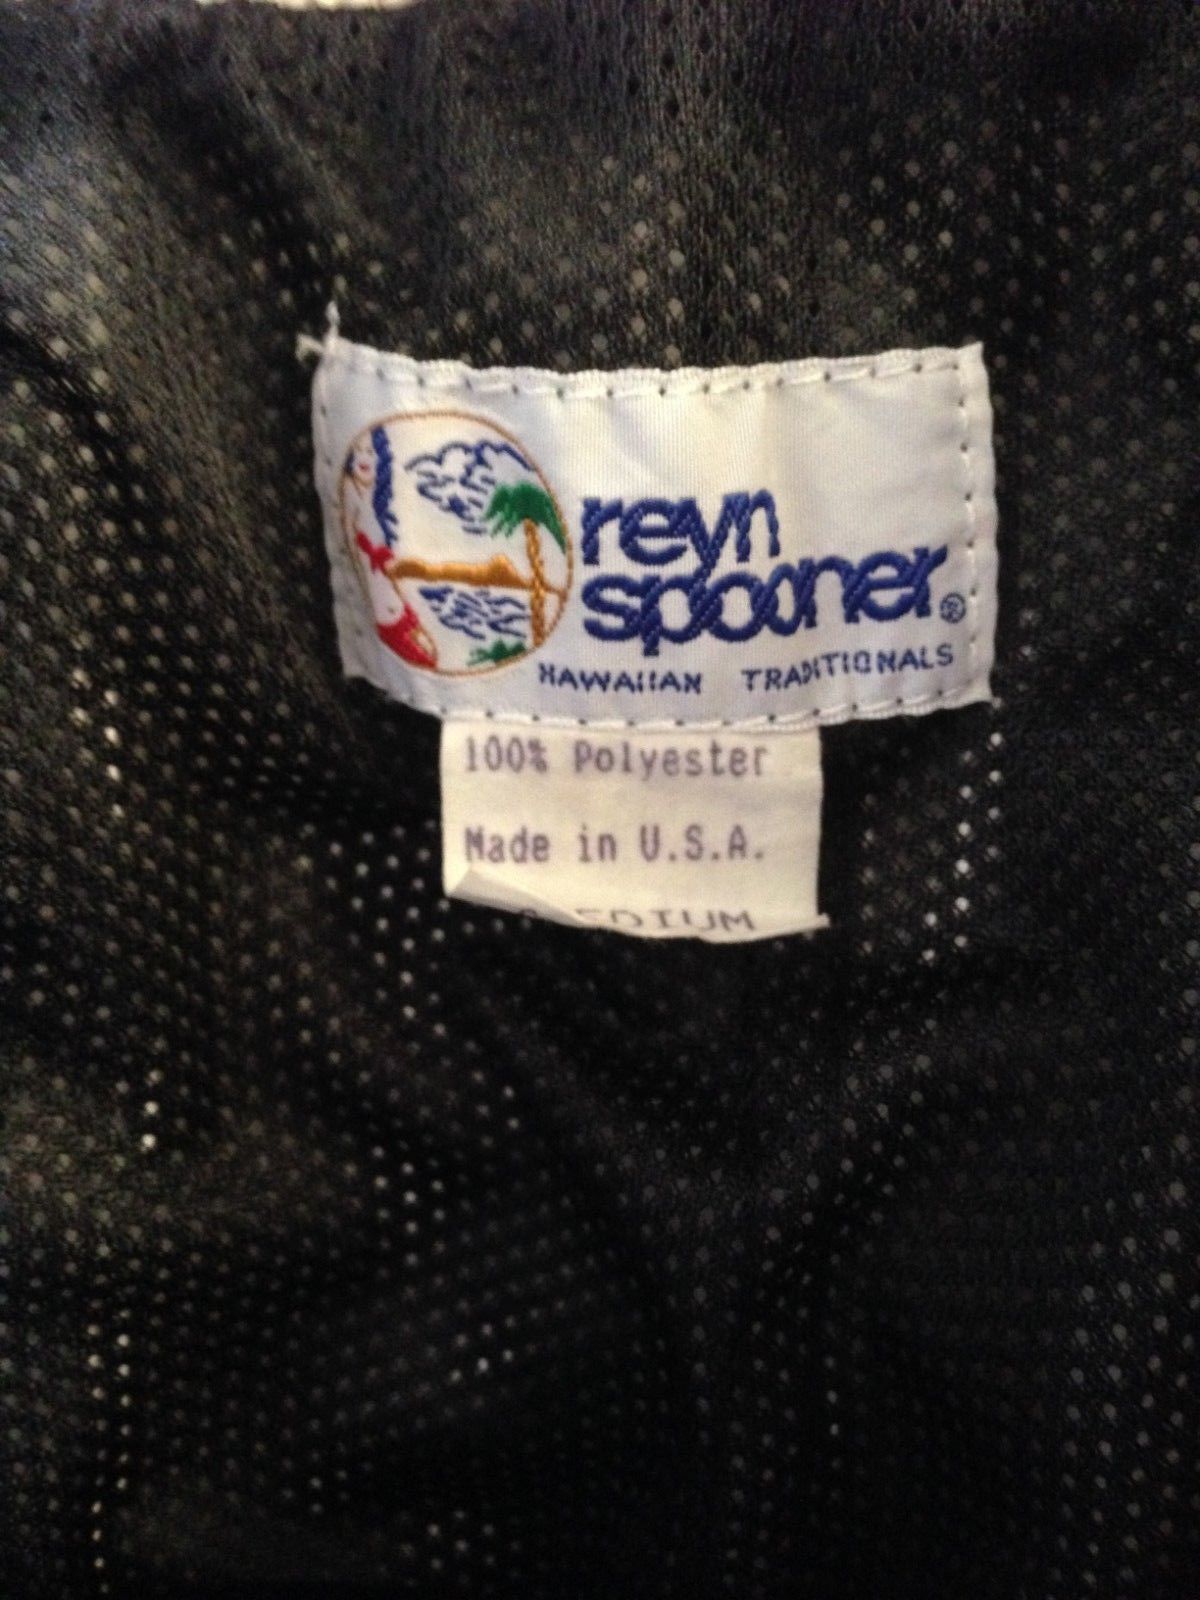 reyn
spooner®
HAWAIIAN TRADITIONALS
100% Polyester
Made in U.S.A.